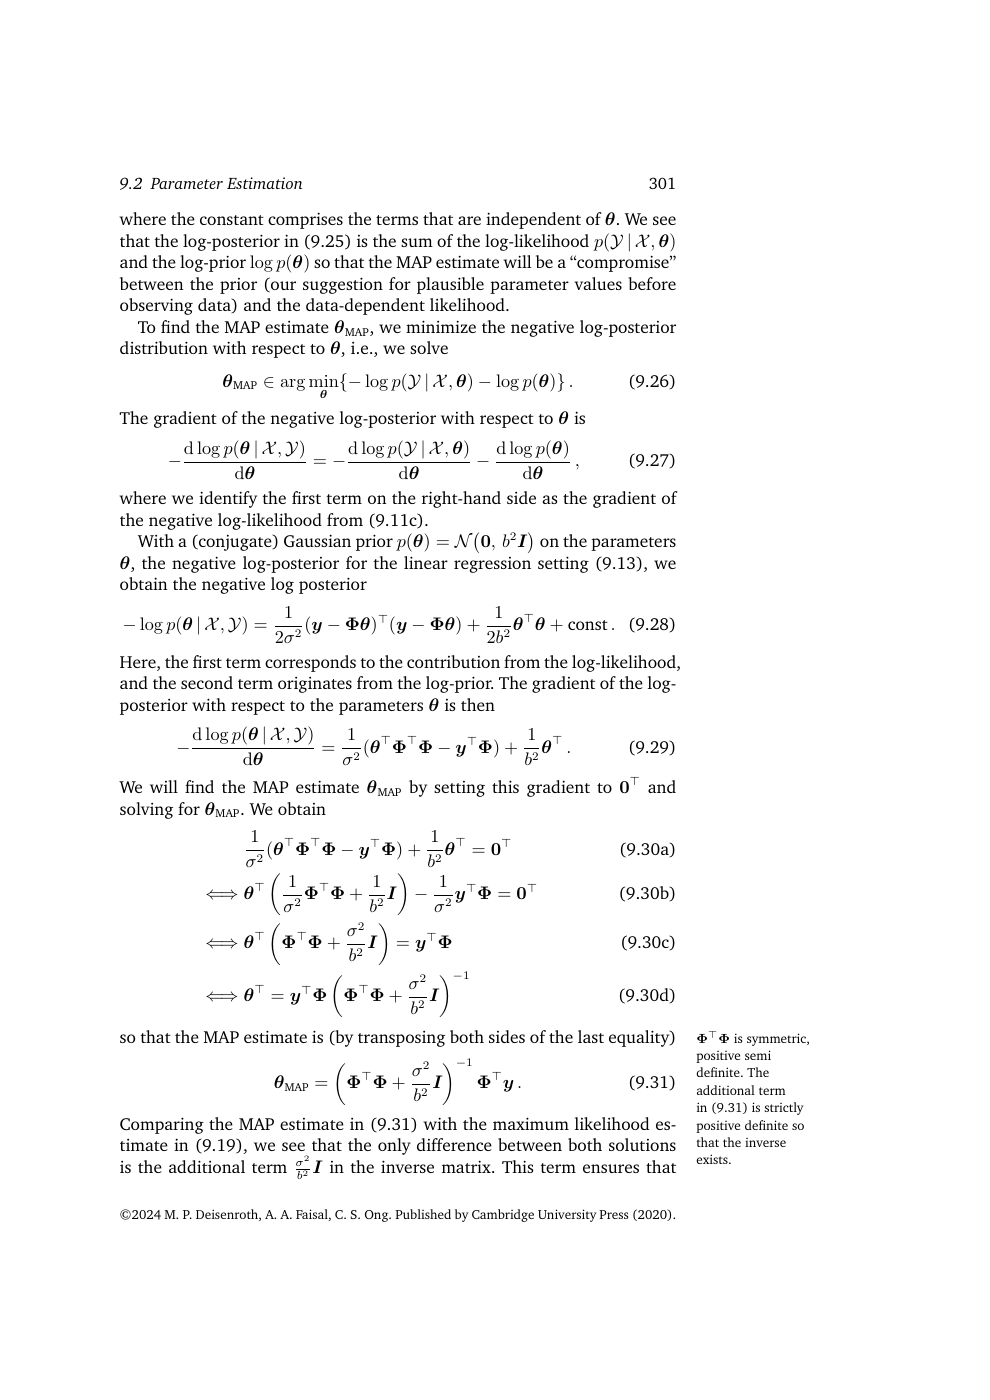 9.2 Parameter Estimation 301
where the constant comprises the terms that are independent of θ. We see
that the log-posterior in (9.25) is the sum of the log-likelihood p(𝒴 | 𝒳, θ)
and the log-prior log p(θ) so that the MAP estimate will be a “compromise”
between the prior (our suggestion for plausible parameter values before
observing data) and the data-dependent likelihood.
To find the MAP estimate θ_MAP, we minimize the negative log-posterior
distribution with respect to θ, i.e., we solve
θ_MAP ∈ arg min_θ {− log p(𝒴 | 𝒳, θ) − log p(θ)} . (9.26)
The gradient of the negative log-posterior with respect to θ is
−\frac{d log p(θ | 𝒳, 𝒴)}{dθ} = −\frac{d log p(𝒴 | 𝒳, θ)}{dθ} − \frac{d log p(θ)}{dθ} , (9.27)
where we identify the first term on the right-hand side as the gradient of
the negative log-likelihood from (9.11c).
With a (conjugate) Gaussian prior p(θ) = 𝒩(0, b²I) on the parameters
θ, the negative log-posterior for the linear regression setting (9.13), we
obtain the negative log posterior
− log p(θ | 𝒳, 𝒴) = \frac{1}{2σ²}(y − Φθ)^⊤(y − Φθ) + \frac{1}{2b²}θ^⊤θ + const . (9.28)
Here, the first term corresponds to the contribution from the log-likelihood,
and the second term originates from the log-prior. The gradient of the log-
posterior with respect to the parameters θ is then
−\frac{d log p(θ | 𝒳, 𝒴)}{dθ} = \frac{1}{σ²}(θ^⊤Φ^⊤Φ − y^⊤Φ) + \frac{1}{b²}θ^⊤ . (9.29)
We will find the MAP estimate θ_MAP by setting this gradient to 0^⊤ and
solving for θ_MAP. We obtain
\frac{1}{σ²}(θ^⊤Φ^⊤Φ − y^⊤Φ) + \frac{1}{b²}θ^⊤ = 0^⊤ (9.30a)
⟺ θ^⊤ (\frac{1}{σ²}Φ^⊤Φ + \frac{1}{b²}I) − \frac{1}{σ²}y^⊤Φ = 0^⊤ (9.30b)
⟺ θ^⊤ (Φ^⊤Φ + \frac{σ²}{b²}I) = y^⊤Φ (9.30c)
⟺ θ^⊤ = y^⊤Φ (Φ^⊤Φ + \frac{σ²}{b²}I)^{−1} (9.30d)
so that the MAP estimate is (by transposing both sides of the last equality)
θ_MAP = (Φ^⊤Φ + \frac{σ²}{b²}I)^{−1} Φ^⊤y . (9.31)
Comparing the MAP estimate in (9.31) with the maximum likelihood es-
timate in (9.19), we see that the only difference between both solutions
is the additional term \frac{σ²}{b²}I in the inverse matrix. This term ensures that
Φ^⊤Φ is symmetric,
positive semi
definite. The
additional term
in (9.31) is strictly
positive definite so
that the inverse
exists.
©2024 M. P. Deisenroth, A. A. Faisal, C. S. Ong. Published by Cambridge University Press (2020).